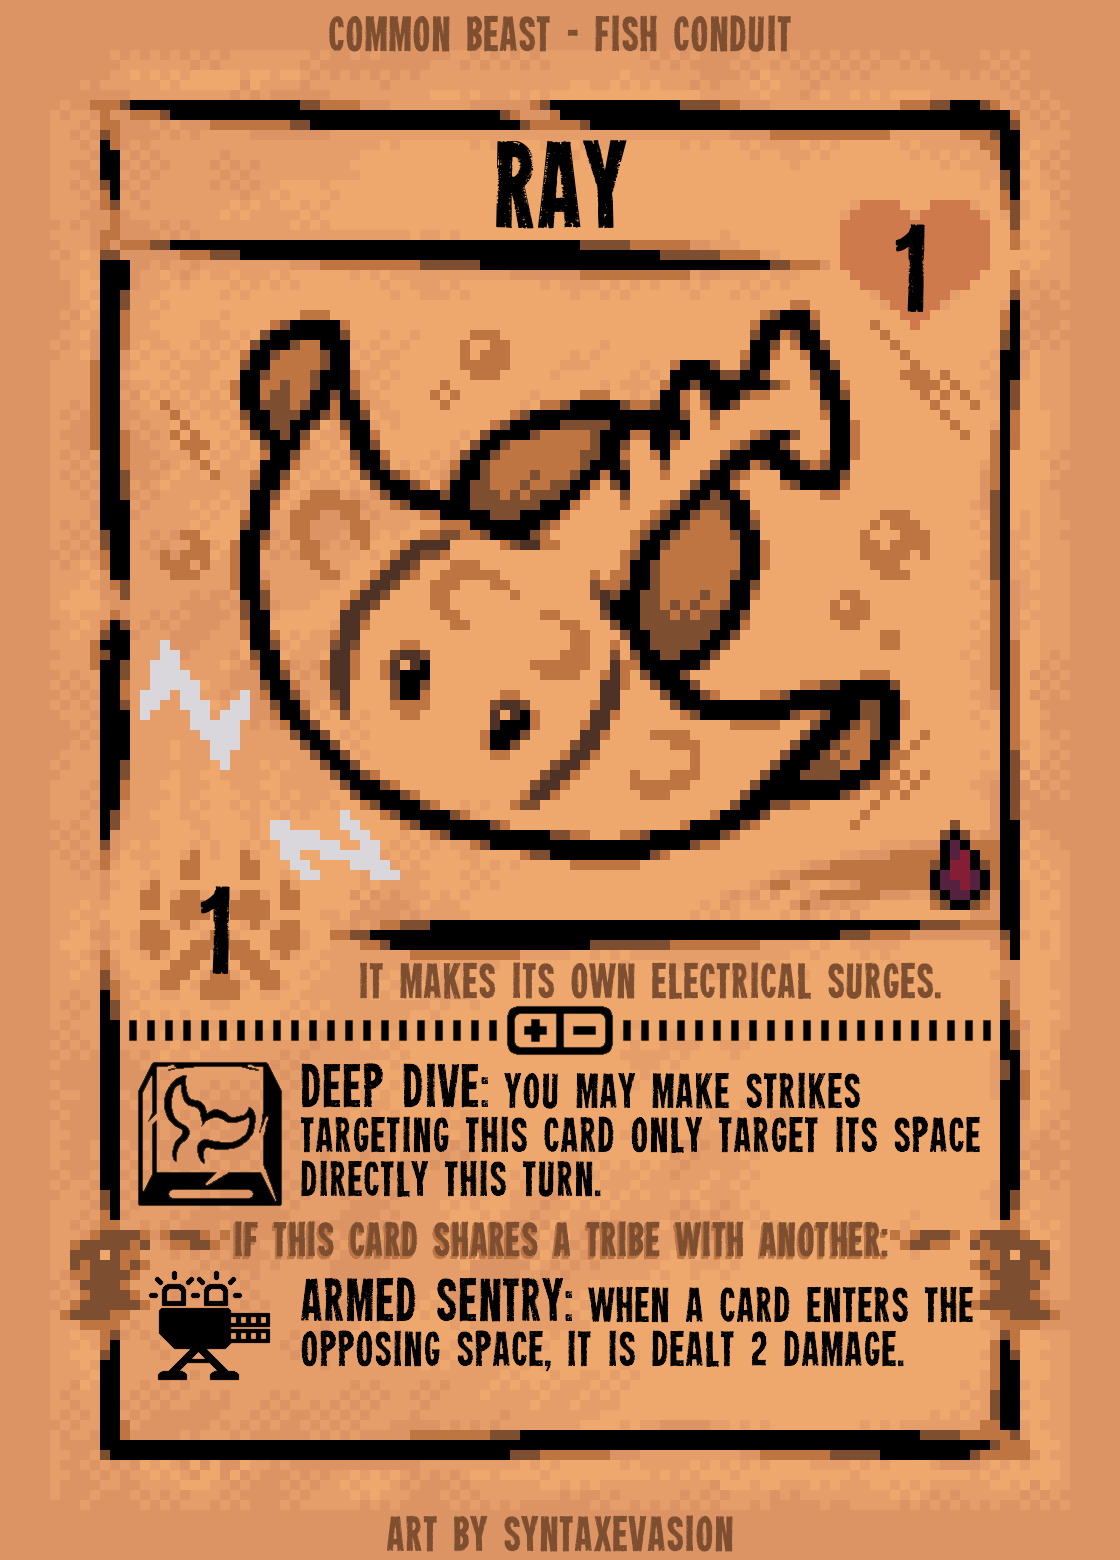 COMMON BEAST - FISH CONDUIT
RAY
1
1
IT MAKES ITS OWN ELECTRICAL SURGES.
DEEP DIVE: YOU MAY MAKE STRIKES
TARGETING THIS CARD ONLY TARGET ITS SPACE
DIRECTLY THIS TURN.
IF THIS CARD SHARES A TRIBE WITH ANOTHER:
ARMED SENTRY: WHEN A CARD ENTERS THE
OPPOSING SPACE, IT IS DEALT 2 DAMAGE.
ART BY SYNTAXEVASION